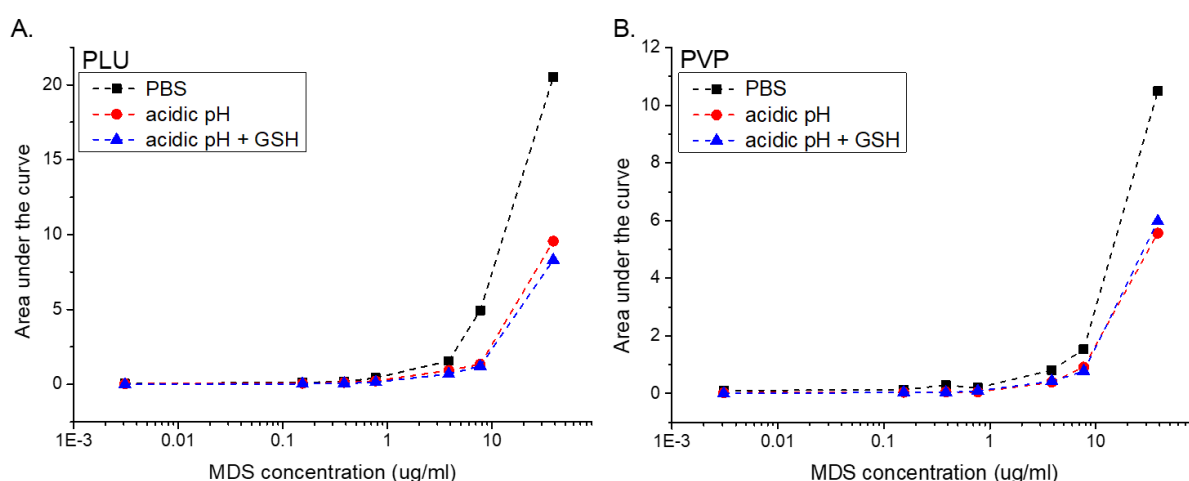 A.
PLU
PBS
acidic pH
acidic pH + GSH
Area under the curve
20
15
10
5
0
1E-3
0.01
0.1
1
10
MDS concentration (ug/ml)
B.
PVP
PBS
acidic pH
acidic pH + GSH
Area under the curve
12
10
8
6
4
2
0
1E-3
0.01
0.1
1
10
MDS concentration (ug/ml)